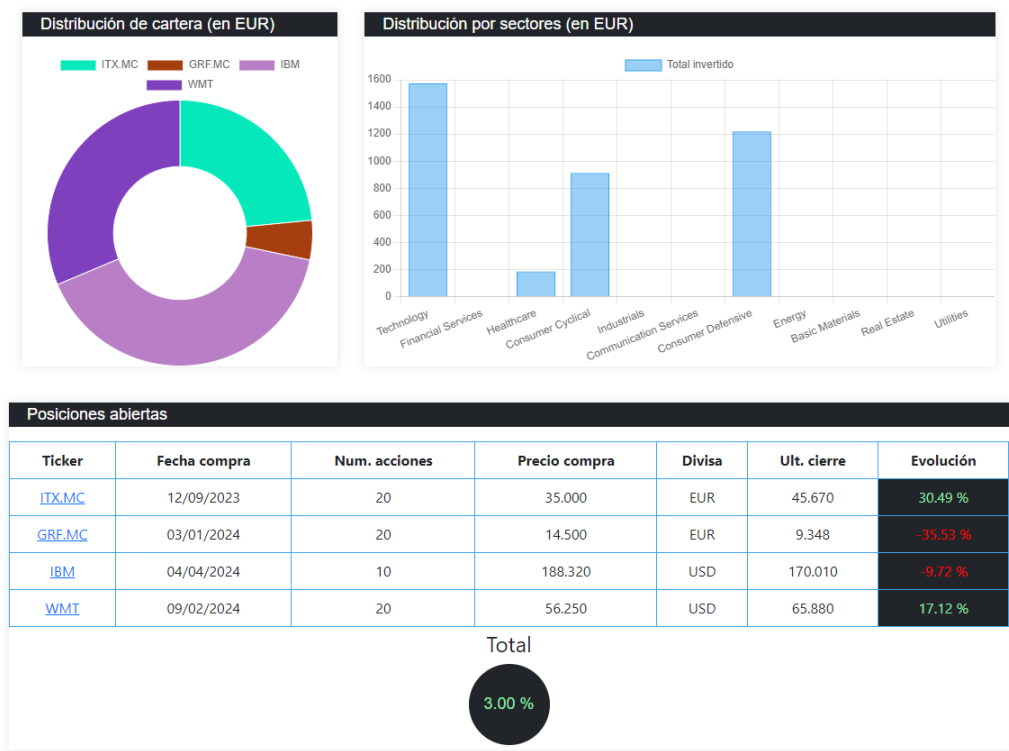 Distribución de cartera (en EUR)
ITX.MC GRF.MC IBM
WMT
Distribución por sectores (en EUR)
Total invertido
1600
1400
1200
1000
800
600
400
200
0
Technology Financial Services Healthcare Consumer Cyclical Industrials Communication Services Consumer Defensive Energy Basic Materials Real Estate Utilities
Posiciones abiertas
Ticker Fecha compra Num. acciones Precio compra Divisa Ult. cierre Evolución
ITX.MC 12/09/2023 20 35.000 EUR 45.670 30.49 %
GRF.MC 03/01/2024 20 14.500 EUR 9.348 -35.53 %
IBM 04/04/2024 10 188.320 USD 170.010 -9.72 %
WMT 09/02/2024 20 56.250 USD 65.880 17.12 %
Total
3.00 %